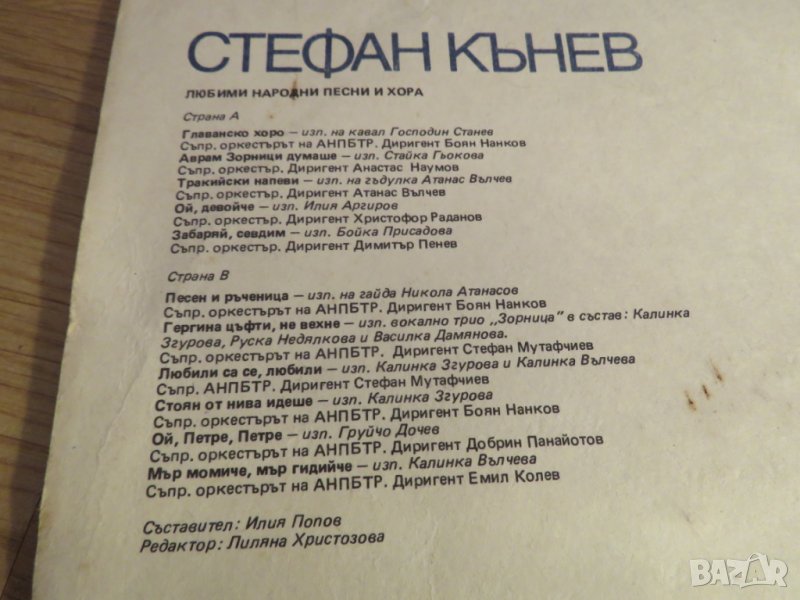 СТЕФАН КЪНЕВ
ЛЮБИМИ НАРОДНИ ПЕСНИ И ХОРА
Страна А
Главанско хоро — изп. на кавал Господин Станев
Съпр. оркестърът на АНПБТР. Диригент Боян Нанков
Аврам Зорници думаше — изп. Стайка Гьокова
Съпр. оркестър. Диригент Анастас Наумов
Тракийски напеви — изп. на гъдулка Атанас Вълчев
Съпр. оркестър. Диригент Атанас Вълчев
Ой, девойче — изп. Илия Аргиров
Съпр. оркестър. Диригент Христофор Раданов
Забаряй, севдим — изп. Бойка Присадова
Съпр. оркестър. Диригент Димитър Пенев
Страна В
Песен и ръченица — изп. на гайда Никола Атанасов
Съпр. оркестърът на АНПБТР. Диригент Боян Нанков
Гергина цъфти, не вехне — изп. вокално трио „Зорница" в състав: Калинка
Згурова, Руска Недялкова и Василка Дамянова.
Съпр. оркестърът на АНПБТР. Диригент Стефан Мутафчиев
Любили са се, любили — изп. Калинка Згурова и Калинка Вълчева
Съпр. АНПБТР. Диригент Стефан Мутафчиев
Стоян от нива идеше — изп. Калинка Згурова
Съпр. оркестърът на АНПБТР. Диригент Боян Нанков
Ой, Петре, Петре — изп. Груйчо Дочев
Съпр. оркестърът на АНПБТР. Диригент Добрин Панайотов
Мър момиче, мър гидийче — изп. Калинка Вълчева
Съпр. оркестърът на АНПБТР. Диригент Емил Колев
Съставител: Илия Попов
Редактор: Лиляна Христозова
BAZAR